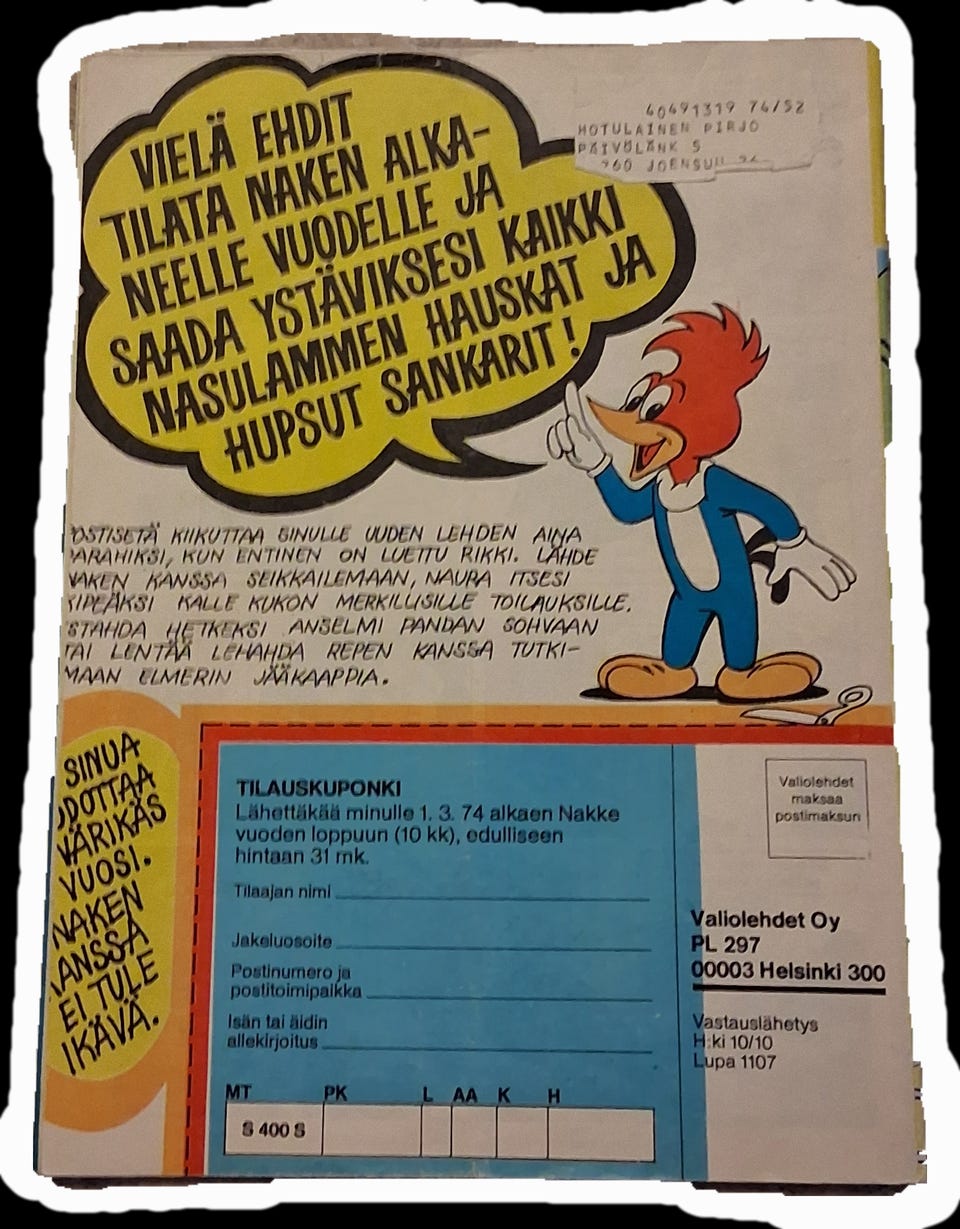 VIELÄ EHDIT
TILATA NAKEN ALKA-
NEELLE VUODELLE JA
SAADA YSTÄVIKSESI KAIKKI
NASULAMMEN HAUSKAT JA
HUPSUT SANKARIT!
40491319 74/52
HOTULAINEN PIRJO
PÄIVÖLÄNK 5
760 JOENSUU
OSTISETÄ KIIKUTTAA SINULLE UUDEN LEHDEN AINA
ARAHIKSI, KUN ENTINEN ON LUETTU RIKKI. LÄHDE
NAKEN KANSSA SEIKKAILEMAAN, NAURA ITSESI
KIPEÄKSI KALLE KUKON MERKILLISILLE TOILAUKSILLE.
STAHDA HETKEKSI ANSELMI PANDAN SOHVAAN
TAI LENTÄÄ LEHAHDA REPEN KANSSA TUTKI-
MAAN ELMERIN JÄÄKAAPPIA.
SINUA
ODOTTAA
VÄRIKÄS
VUOSI.
NAKEN
KANSSA
EI TULE
IKÄVÄ.
TILAUSKUPONKI
Lähettäkää minulle 1. 3. 74 alkaen Nakke
vuoden loppuun (10 kk), edulliseen
hintaan 31 mk.
Tilaajan nimi
Jakeluosoite
Postinumero ja
postitoimipaikka
Isän tai äidin
allekirjoitus
MT PK L AA K H
S 400 S
Valiolehdet
maksaa
postimaksun
Valiolehdet Oy
PL 297
00003 Helsinki 300
Vastauslähetys
H:ki 10/10
Lupa 1107